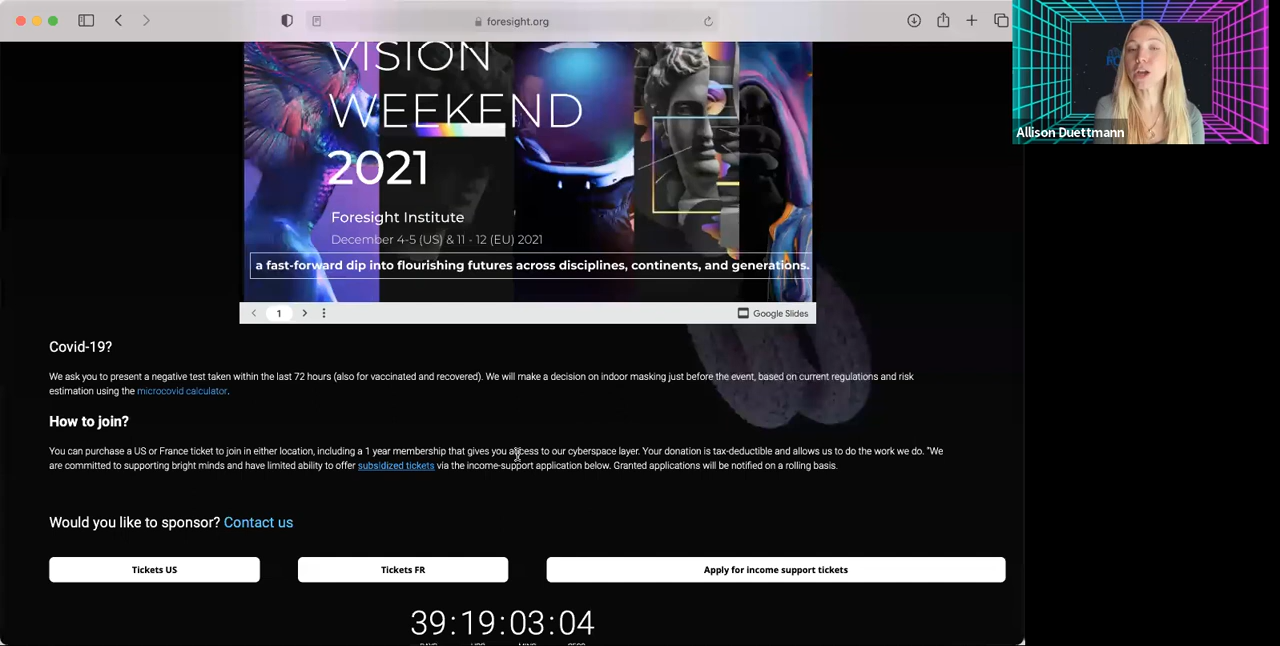 foresight.org
VISION
WEEKEND
2021
Foresight Institute
December 4-5 (US) & 11 - 12 (EU) 2021
a fast-forward dip into flourishing futures across disciplines, continents, and generations.
1
Google Slides
Allison Duettmann
Covid-19?
We ask you to present a negative test taken within the last 72 hours (also for vaccinated and recovered). We will make a decision on indoor masking just before the event, based on current regulations and risk
estimation using the microcovid calculator.
How to join?
You can purchase a US or France ticket to join in either location, including a 1 year membership that gives you access to our cyberspace layer. Your donation is tax-deductible and allows us to do the work we do. "We
are committed to supporting bright minds and have limited ability to offer subsidized tickets via the income-support application below. Granted applications will be notified on a rolling basis.
Would you like to sponsor? Contact us
Tickets US
Tickets FR
Apply for income support tickets
39:19:03:04